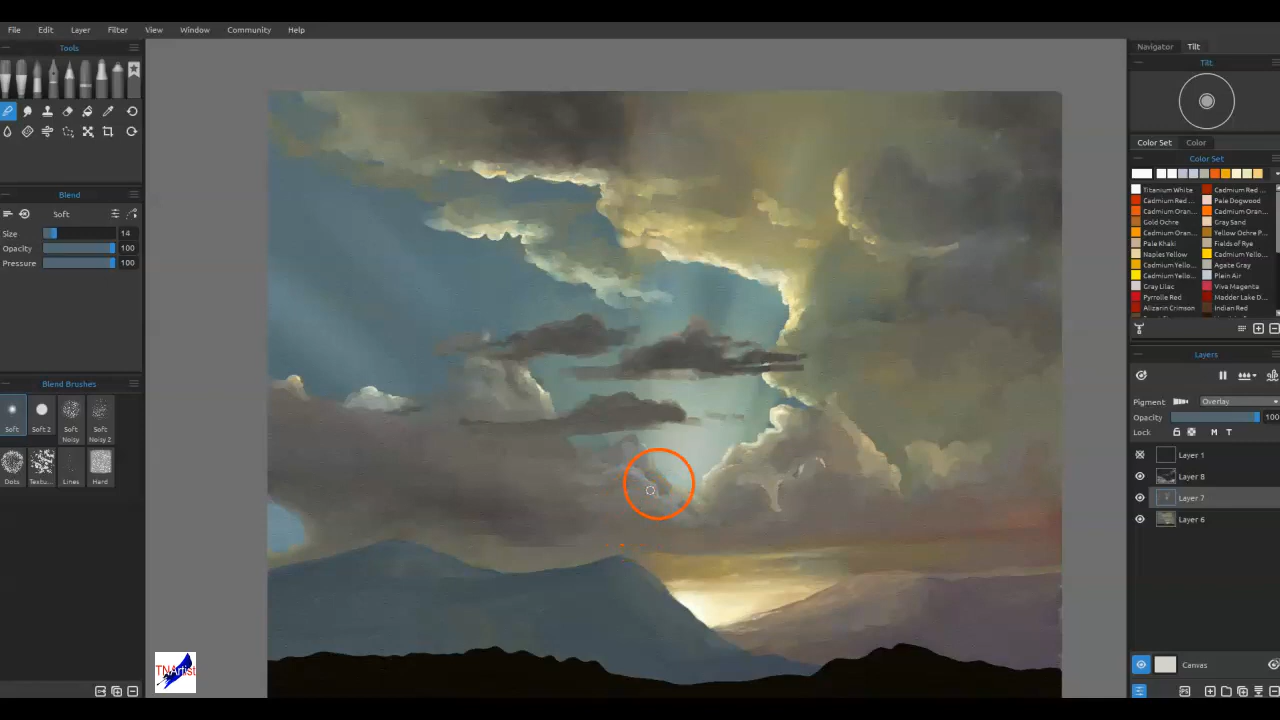 File Edit Layer Filter View Window Community Help
Tools
Blend
Soft
Size 14
Opacity 100
Pressure 100
Blend Brushes
Soft Soft 2 Soft Noisy Soft Noisy 2
Dots Textu... Lines Hard
TNArtist
Navigator Tilt
Tilt
Color Set Color
Color Set
Titanium White Cadmium Red ...
Cadmium Red ... Pale Dogwood
Cadmium Oran... Cadmium Oran...
Gold Ochre Gray Sand
Cadmium Oran... Yellow Ochre P...
Pale Khaki Fields of Rye
Naples Yellow Cadmium Yello...
Cadmium Yello... Agate Gray
Cadmium Yello... Plain Air
Gray Lilac Viva Magenta
Pyrrolle Red Madder Lake D...
Alizarin Crimson Indian Red
Layers
Pigment Overlay
Opacity 100
Lock M T
Layer 1
Layer 8
Layer 7
Layer 6
Canvas
PS